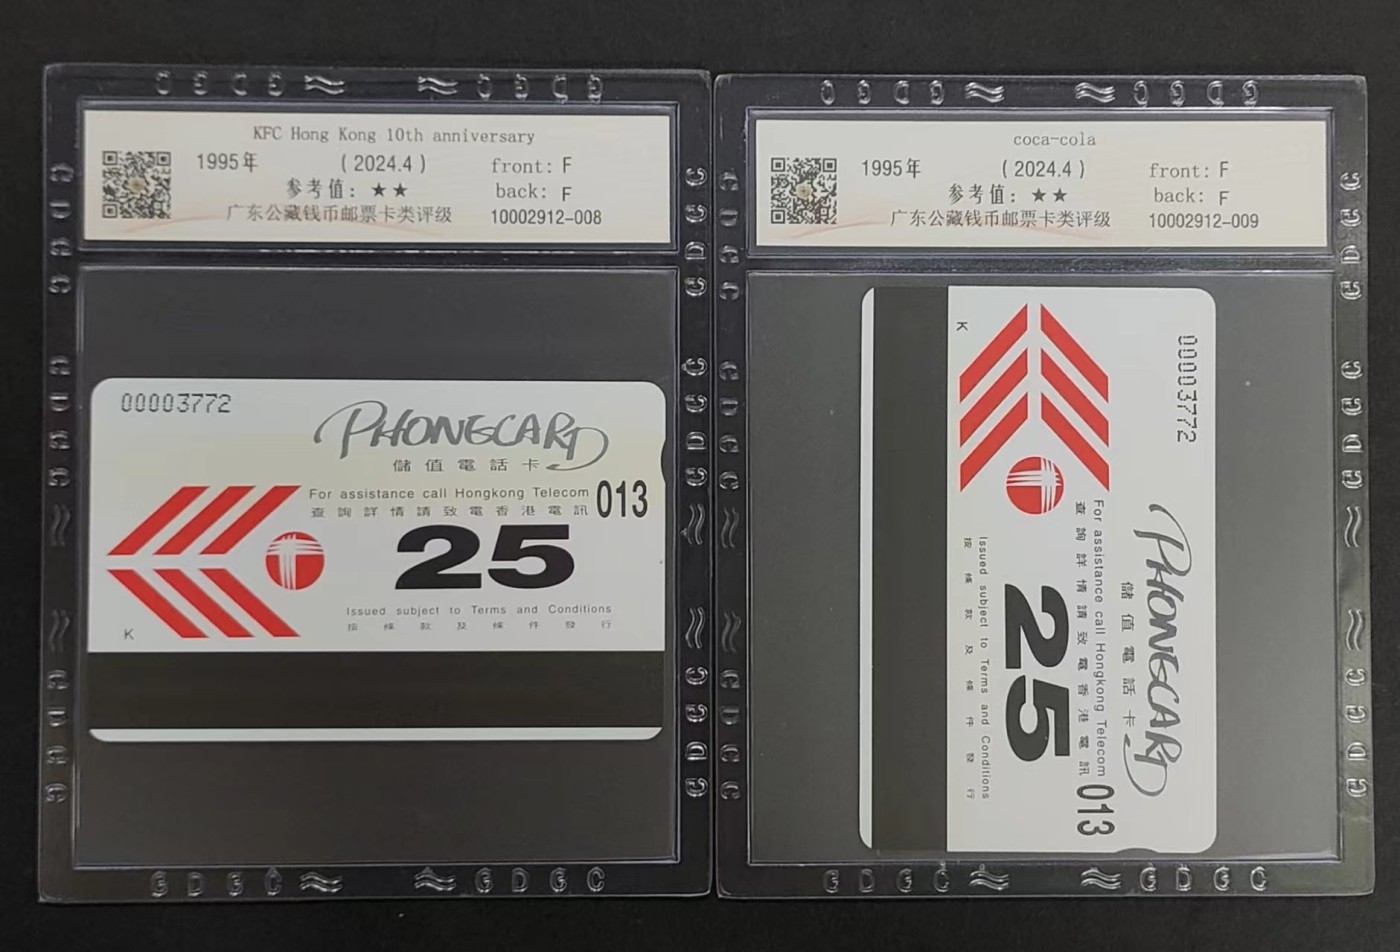 KFC Hong Kong 10th anniversary
1995年 (2024.4) front: F
参考值: ★★ back: F
广东公藏钱币邮票卡类评级 10002912-008
00003772
PHONECARD
儲值電話卡
For assistance call Hongkong Telecom 013
查詢詳情請致電香港電訊
25
Issued subject to Terms and Conditions
按條款及條件發行
K
coca-cola
1995年 (2024.4) front: F
参考值: ★★ back: F
广东公藏钱币邮票卡类评级 10002912-009
00003772
PHONECARD
儲值電話卡
For assistance call Hongkong Telecom 013
查詢詳情請致電香港電訊
25
Issued subject to Terms and Conditions
按條款及條件發行
K
GDGC